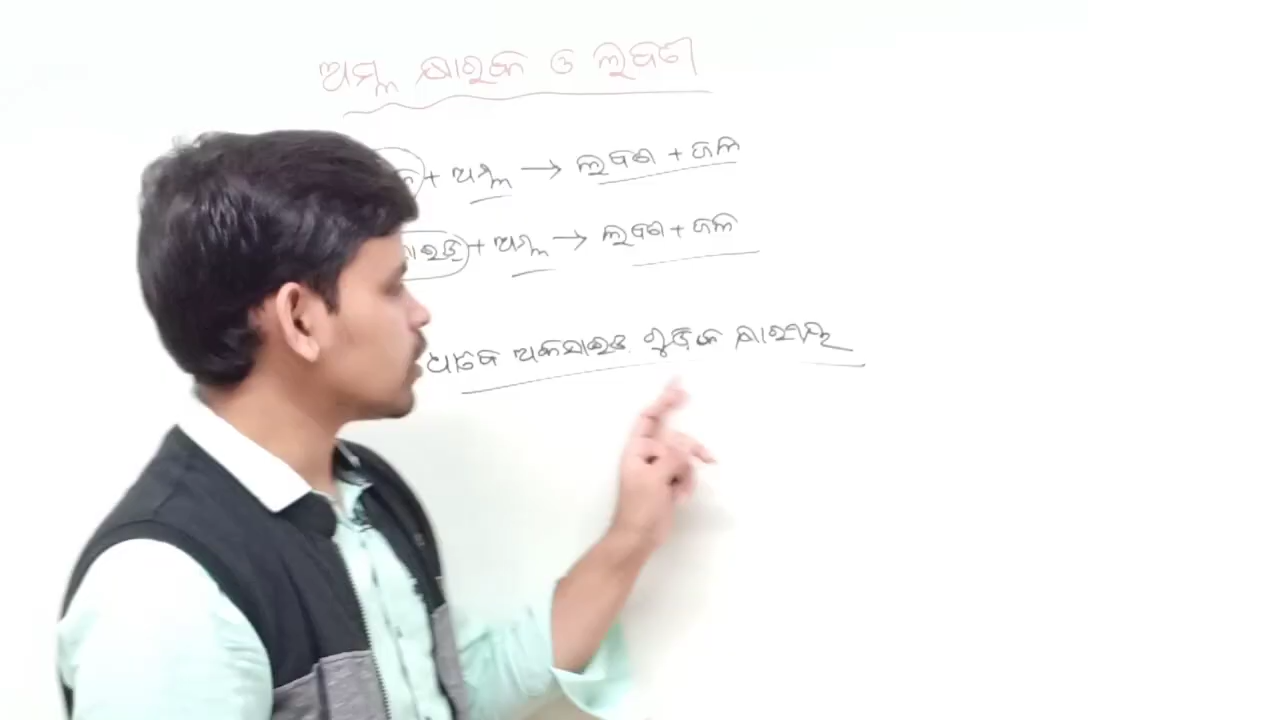 ଅମ୍ଳ କ୍ଷାରକ ଓ ଲବଣ
+ ଅମ୍ଳ → ଲବଣ + ଜଳ
+ ଅମ୍ଳ → ଲବଣ + ଜଳ
ଧାତବ ଅକସାଇଡ ଗୁଡିକ କ୍ଷାରୀୟ